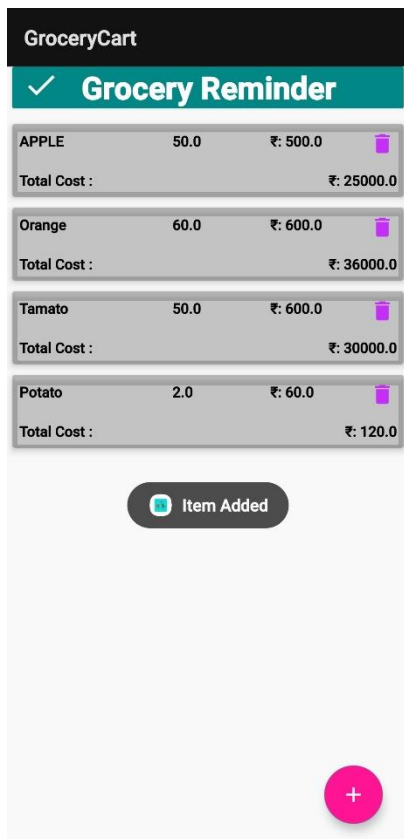 GroceryCart
Grocery Reminder
APPLE 50.0 ₹: 500.0
Total Cost : ₹: 25000.0
Orange 60.0 ₹: 600.0
Total Cost : ₹: 36000.0
Tamato 50.0 ₹: 600.0
Total Cost : ₹: 30000.0
Potato 2.0 ₹: 60.0
Total Cost : ₹: 120.0
Item Added
+